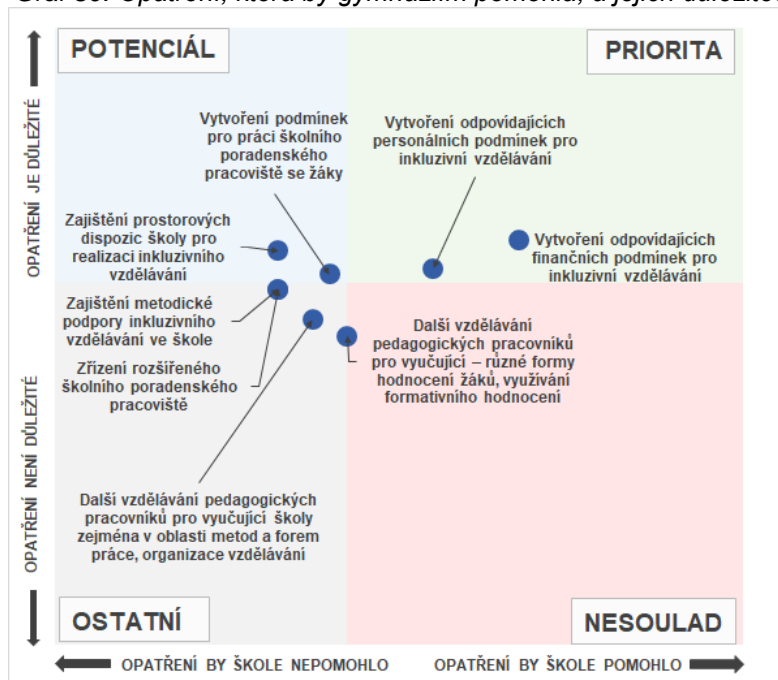 POTENCIÁL
PRIORITA
OPATŘENÍ JE DŮLEŽITÉ
Vytvoření podmínek
pro práci školního
poradenského
pracoviště se žáky
Vytvoření odpovídajících
personálních podmínek pro
inkluzivní vzdělávání
Zajištění prostorových
dispozic školy pro
realizaci inkluzivního
vzdělávání
Vytvoření odpovídajících
finančních podmínek pro
inkluzivní vzdělávání
Zajištění metodické
podpory inkluzivního
vzdělávání ve škole
Zřízení rozšířeného
školního poradenského
pracoviště
Další vzdělávání
pedagogických pracovníků
pro vyučující – různé formy
hodnocení žáků, využívání
formativního hodnocení
OPATŘENÍ NENÍ DŮLEŽITÉ
Další vzdělávání pedagogických
pracovníků pro vyučující školy
zejména v oblasti metod a forem
práce, organizace vzdělávání
OSTATNÍ
NESOULAD
OPATŘENÍ BY ŠKOLE NEPOMOHLO
OPATŘENÍ BY ŠKOLE POMOHLO